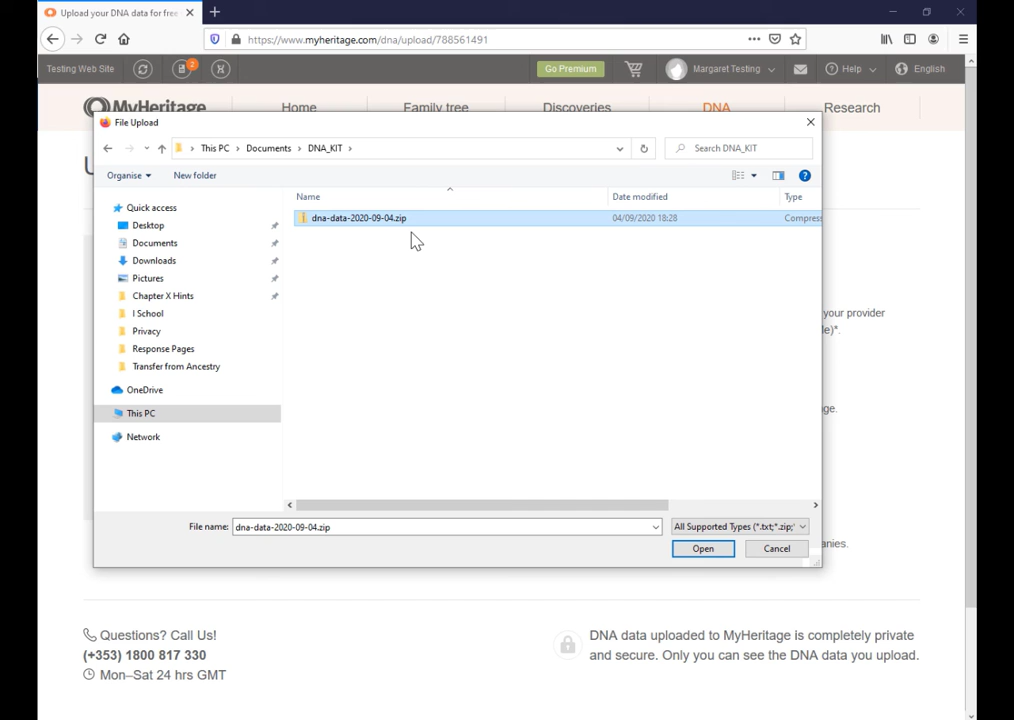 Upload your DNA data for free
https://www.myheritage.com/dna/upload/788561491
Testing Web Site
2
Go Premium
Margaret Testing
Help
English
MyHeritage
Home
Family tree
Discoveries
DNA
Research
File Upload
This PC > Documents > DNA_KIT >
Search DNA_KIT
Organise
New folder
Name
Date modified
Type
dna-data-2020-09-04.zip
04/09/2020 18:28
Compress
Quick access
Desktop
Documents
Downloads
Pictures
Chapter X Hints
I School
Privacy
Response Pages
Transfer from Ancestry
OneDrive
This PC
Network
your provider
le)*.
ge.
anies.
File name:
dna-data-2020-09-04.zip
All Supported Types (*.txt;*.zip;*
Open
Cancel
Questions? Call Us!
(+353) 1800 817 330
Mon–Sat 24 hrs GMT
DNA data uploaded to MyHeritage is completely private
and secure. Only you can see the DNA data you upload.